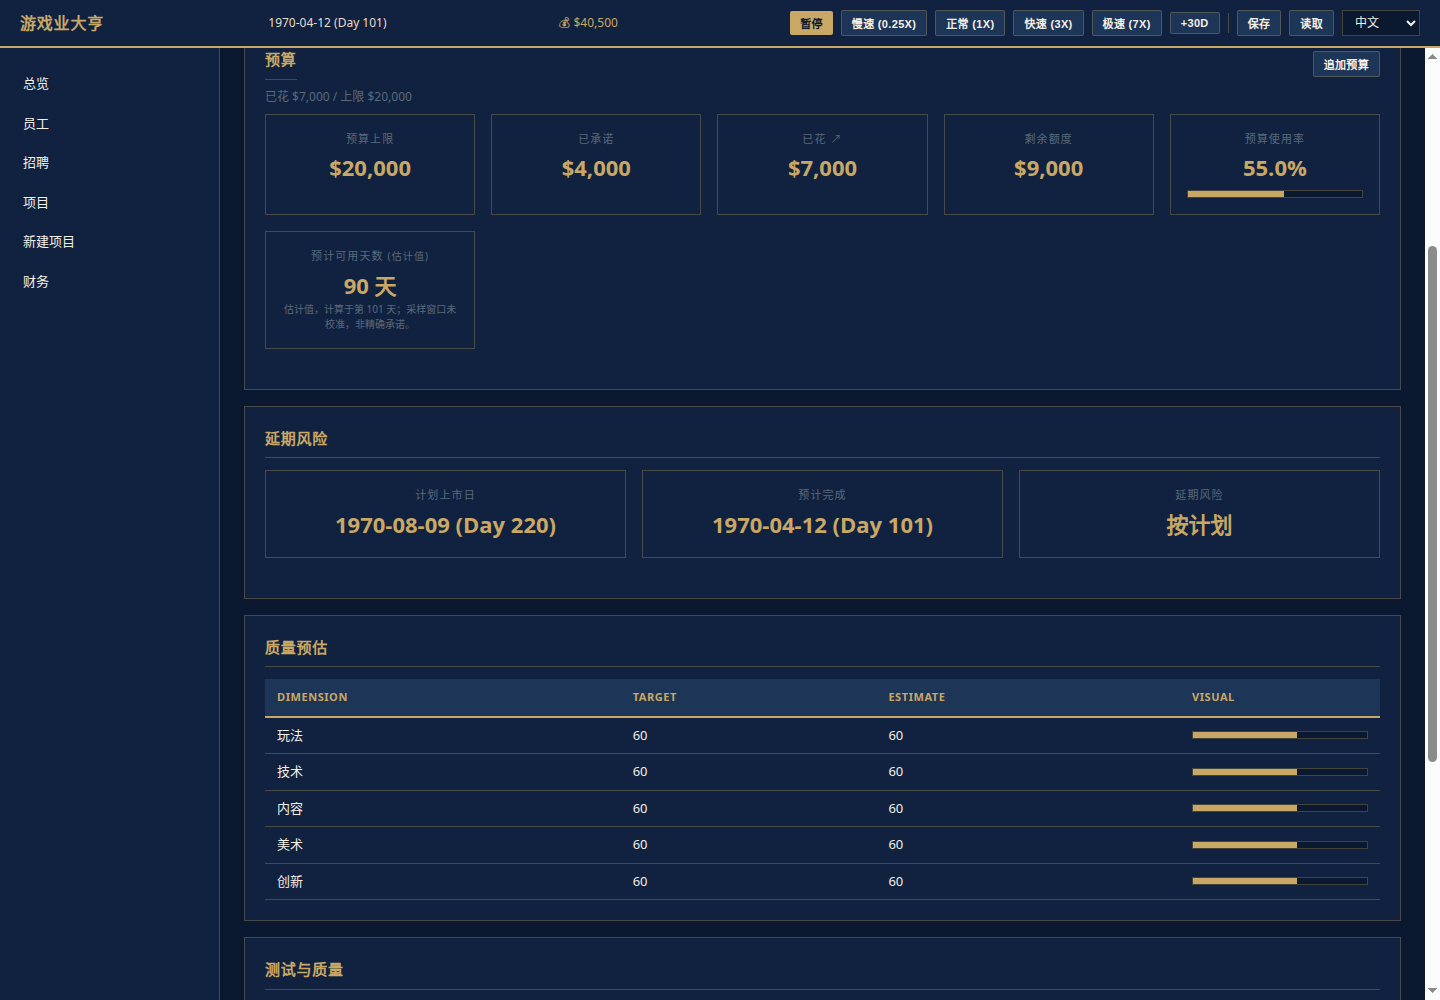 游戏业大亨
1970-04-12 (Day 101)
💰 $40,500
暂停
慢速 (0.25X)
正常 (1X)
快速 (3X)
极速 (7X)
+30D
保存
读取
中文
总览
员工
招聘
项目
新建项目
财务
预算
追加预算
已花 $7,000 / 上限 $20,000
预算上限
$20,000
已承诺
$4,000
已花 ↗
$7,000
剩余额度
$9,000
预算使用率
55.0%
预计可用天数 (估计值)
90 天
估计值，计算于第 101 天；采样窗口未
校准，非精确承诺。
延期风险
计划上市日
1970-08-09 (Day 220)
预计完成
1970-04-12 (Day 101)
延期风险
按计划
质量预估
DIMENSION TARGET ESTIMATE VISUAL
玩法 60 60
技术 60 60
内容 60 60
美术 60 60
创新 60 60
测试与质量